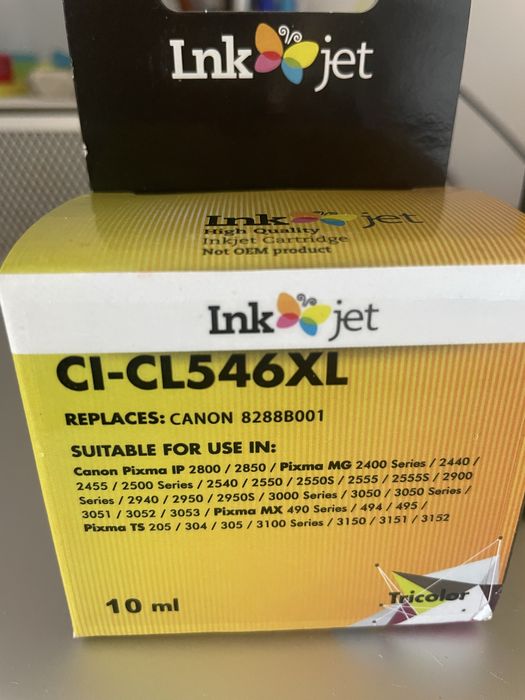 Ink jet
Ink jet
High Quality
Inkjet Cartridge
Not OEM product
Ink jet
CI-CL546XL
REPLACES: CANON 8288B001
SUITABLE FOR USE IN:
Canon Pixma IP 2800 / 2850 / Pixma MG 2400 Series / 2440 /
2455 / 2500 Series / 2540 / 2550 / 2550S / 2555 / 2555S / 2900
Series / 2940 / 2950 / 2950S / 3000 Series / 3050 / 3050 Series /
3051 / 3052 / 3053 / Pixma MX 490 Series / 494 / 495 /
Pixma TS 205 / 304 / 305 / 3100 Series / 3150 / 3151 / 3152
10 ml
Tricolor